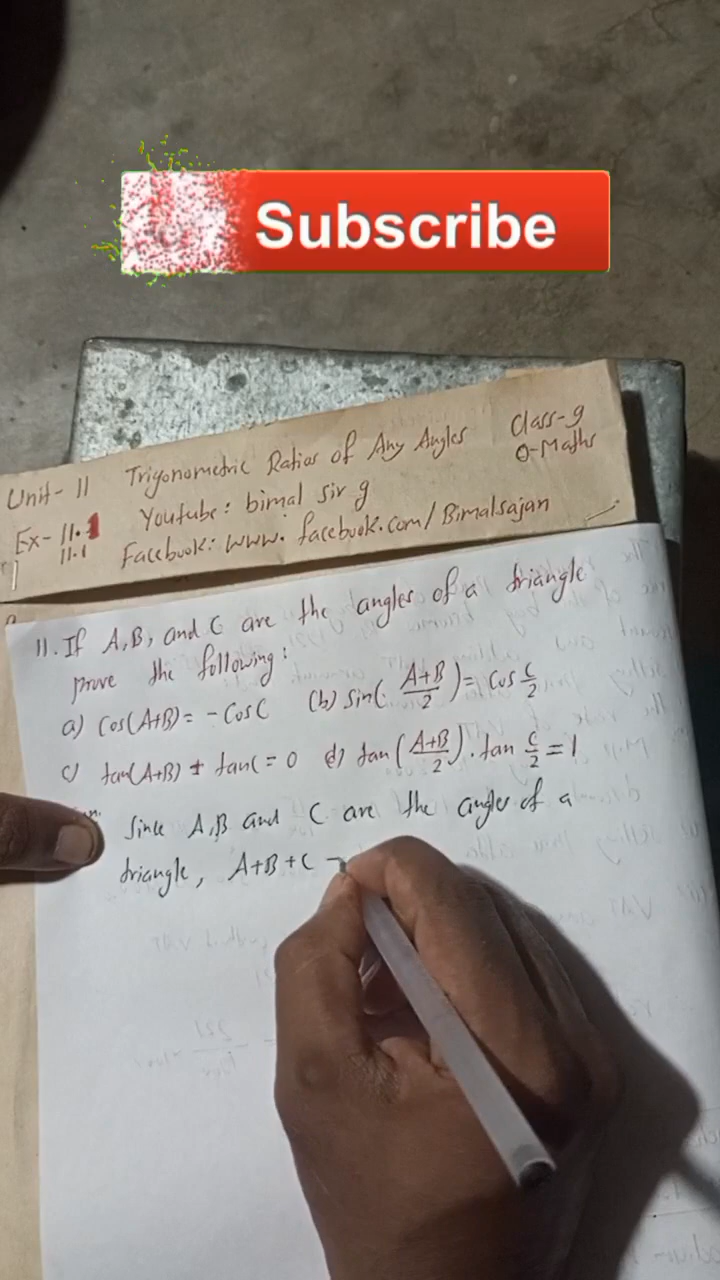 Subscribe
Unit- 11 Trigonometric Ratios of Any Angles Class-9
O-Maths
Ex- 11.1 Youtube: bimal sir g
11.1 Facebook: www. facebook.com/Bimalsajan
11. If A,B, and C are the angles of a triangle
prove the following:
a) Cos(A+B)= -CosC (b) sin(A+B/2)= cos C/2
c) tan(A+B) + tanC= 0 d) tan(A+B/2).tan C/2 =1
Since A,B and C are the angles of a
triangle, A+B+C